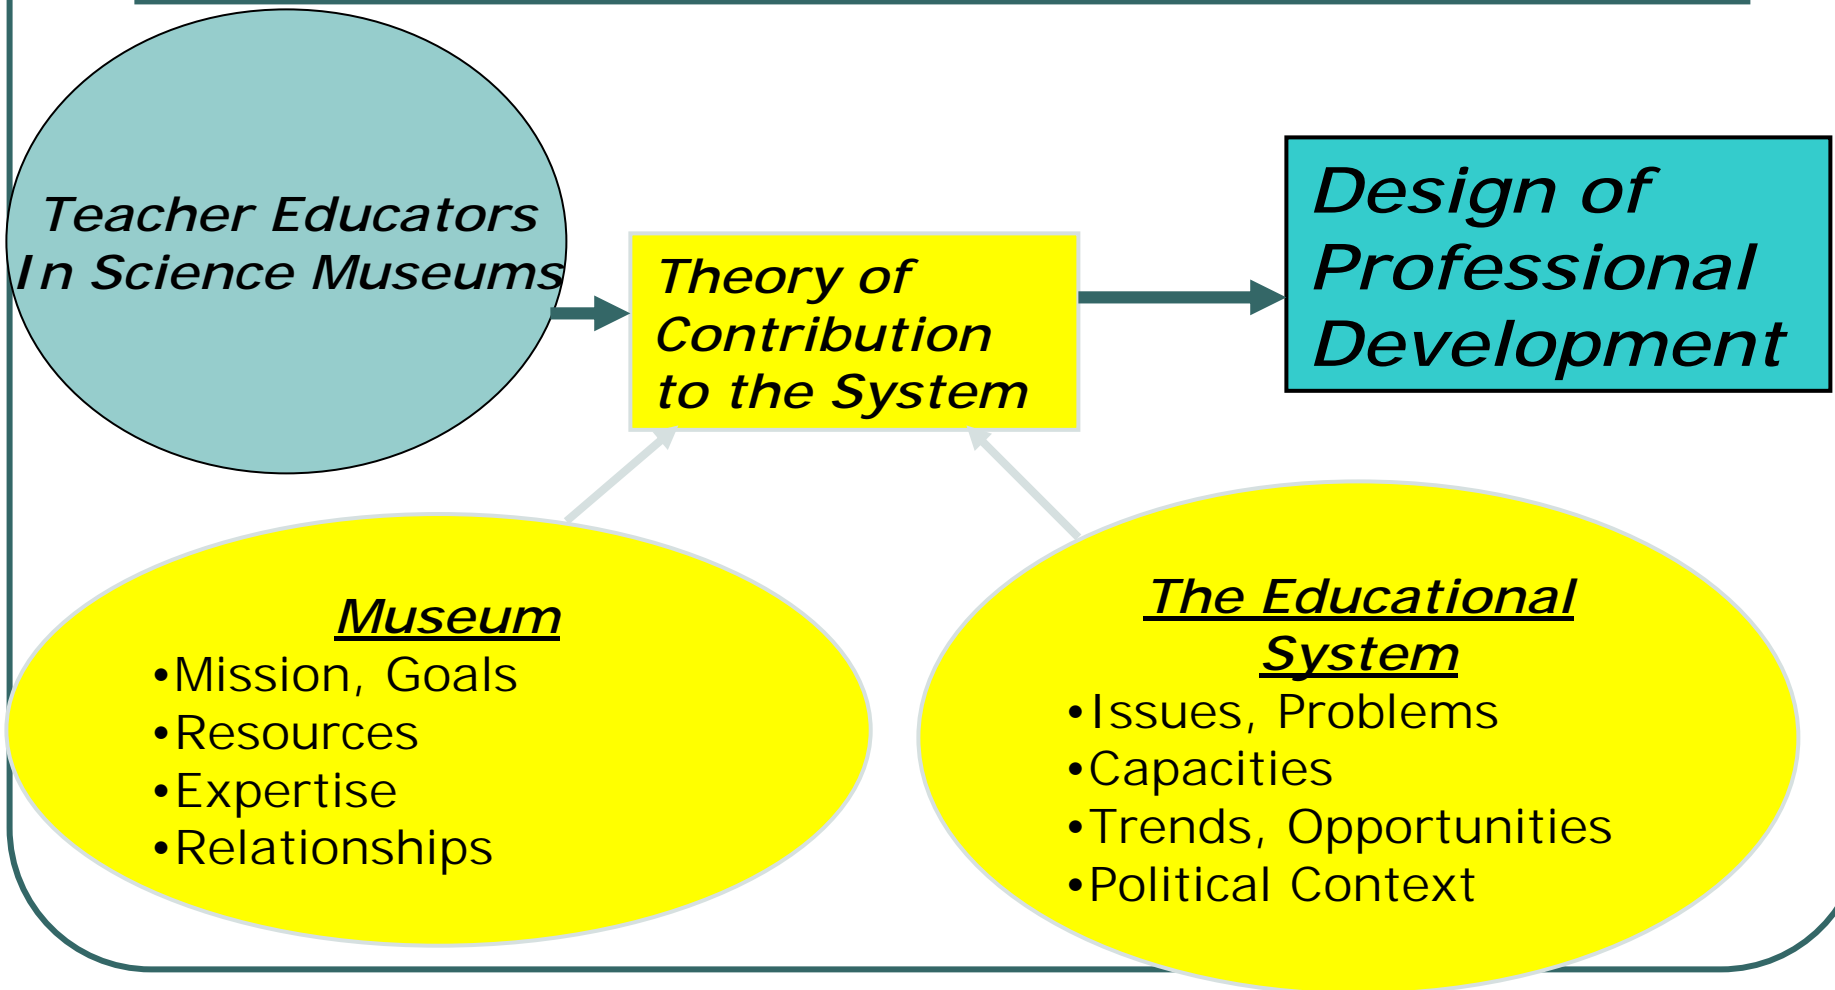 Teacher Educators
In Science Museums
Theory of
Contribution
to the System
Design of
Professional
Development
Museum
•Mission, Goals
•Resources
•Expertise
•Relationships
The Educational
System
•Issues, Problems
•Capacities
•Trends, Opportunities
•Political Context